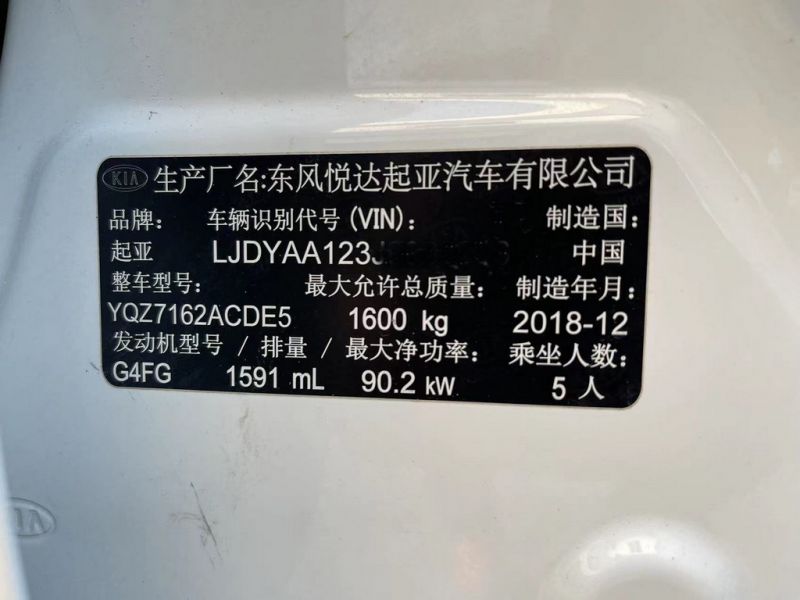 KIA 生产厂名:东风悦达起亚汽车有限公司
品牌: 车辆识别代号(VIN): 制造国:
起亚 LJDYAA123J 中国
整车型号: 最大允许总质量: 制造年月:
YQZ7162ACDE5 1600 kg 2018-12
发动机型号 / 排量 / 最大净功率: 乘坐人数:
G4FG 1591 mL 90.2 kW 5 人
KIA